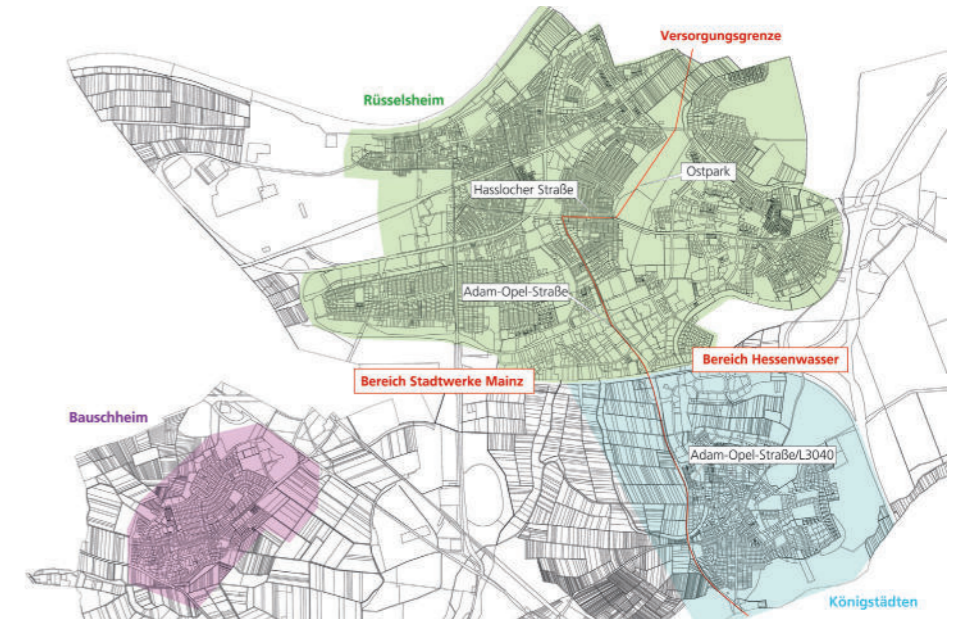 Versorgungsgrenze
Rüsselsheim
Ostpark
Hasslocher Straße
Adam-Opel-Straße
Bereich Hessenwasser
Bereich Stadtwerke Mainz
Bauschheim
Adam-Opel-Straße/L3040
Königstädten